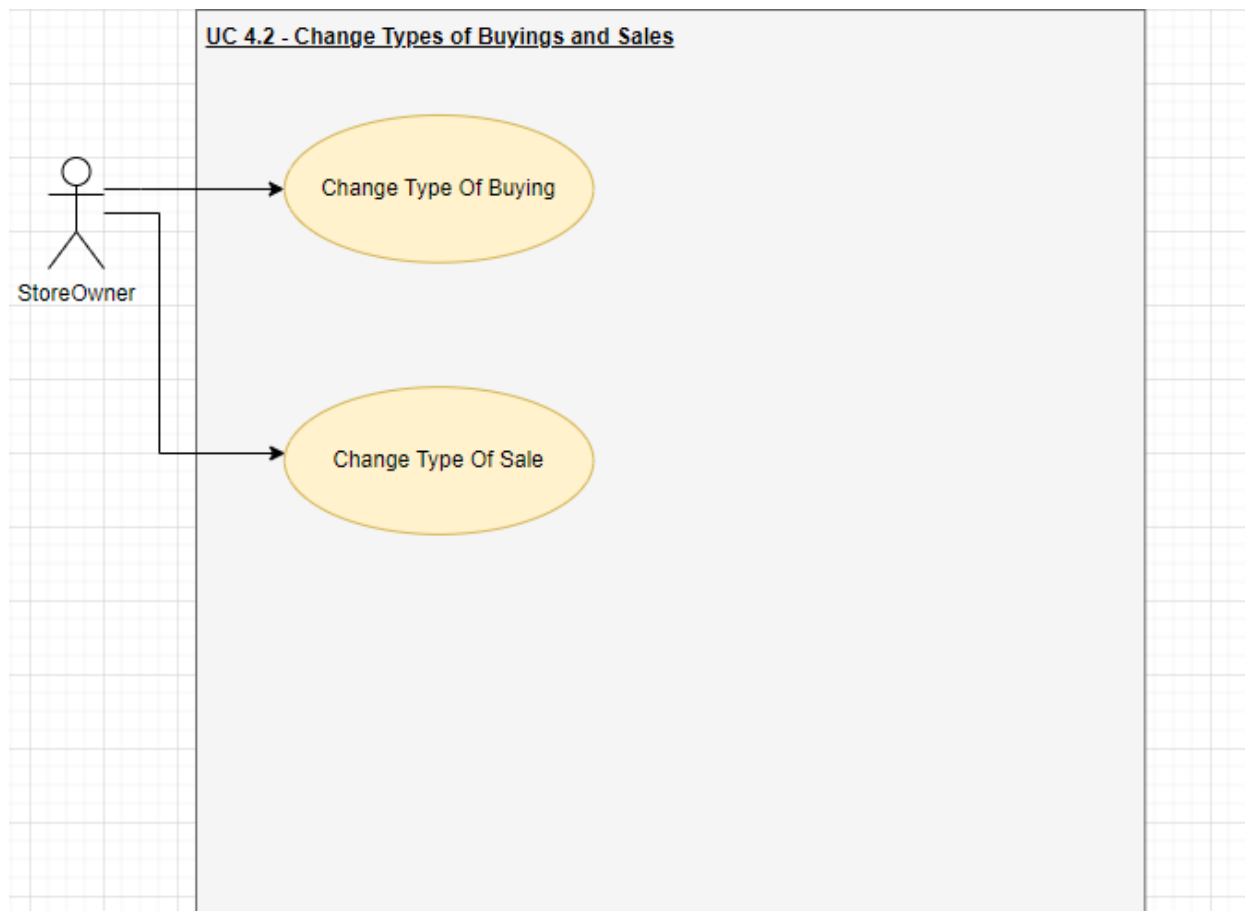 UC 4.2 - Change Types of Buyings and Sales
Change Type Of Buying
StoreOwner
Change Type Of Sale